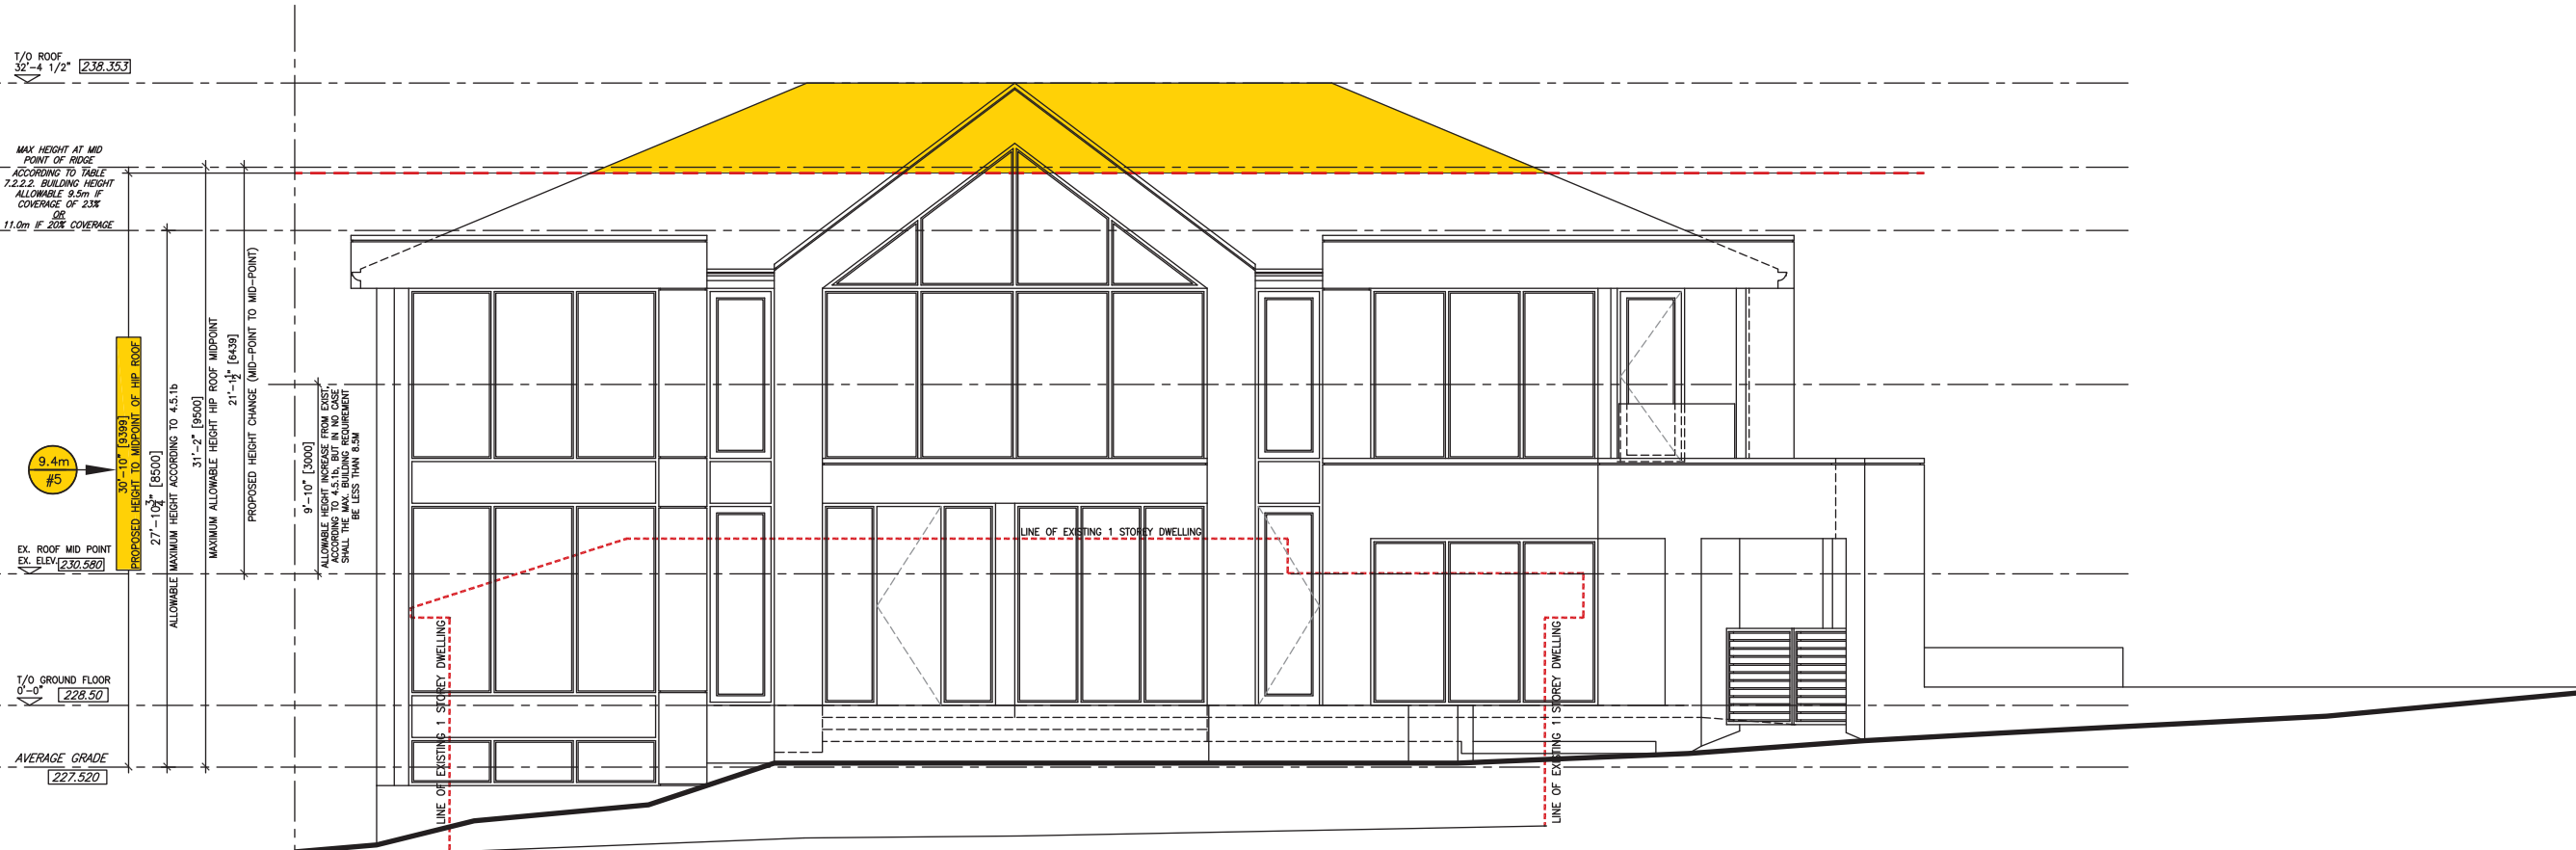 T/O ROOF
32'-4 1/2" 238.353
MAX HEIGHT AT MID
POINT OF RIDGE
ACCORDING TO TABLE
7.2.2.2. BUILDING HEIGHT
ALLOWABLE 9.5m IF
COVERAGE OF 23%
OR
11.0m IF 20% COVERAGE
9.4m
#5
30'-10" [9399]
PROPOSED HEIGHT TO MIDPOINT OF HIP ROOF
27'-10 3/4" [8500]
ALLOWABLE MAXIMUM HEIGHT ACCORDING TO 4.5.1b
31'-2" [9500]
MAXIMUM ALLOWABLE HEIGHT HIP ROOF MIDPOINT
21'-1 1/2" [6439]
PROPOSED HEIGHT CHANGE (MID-POINT TO MID-POINT)
9'-10" [3000]
ALLOWABLE HEIGHT INCREASE FROM EXIST.
ACCORDING TO 4.5.1b, BUT IN NO CASE
SHALL THE MAX. BUILDING REQUIREMENT
BE LESS THAN 8.5M
EX. ROOF MID POINT
EX. ELEV. 230.580
T/O GROUND FLOOR
0'-0" 228.50
AVERAGE GRADE
227.520
LINE OF EXISTING 1 STOREY DWELLING
LINE OF EXISTING 1 STOREY DWELLING
LINE OF EXISTING 1 STOREY DWELLING